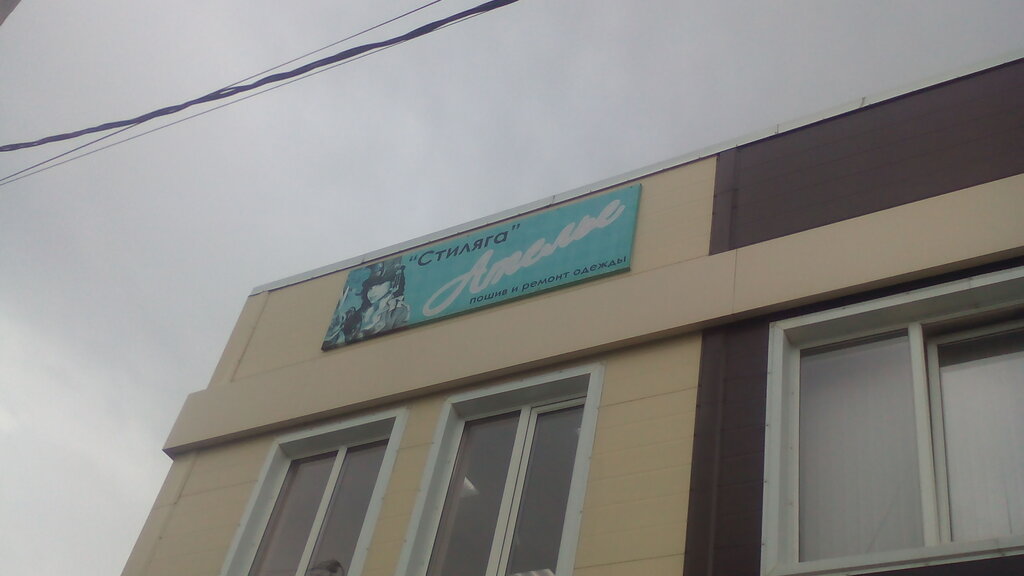 "Стиляга"
Ателье
пошив и ремонт одежды